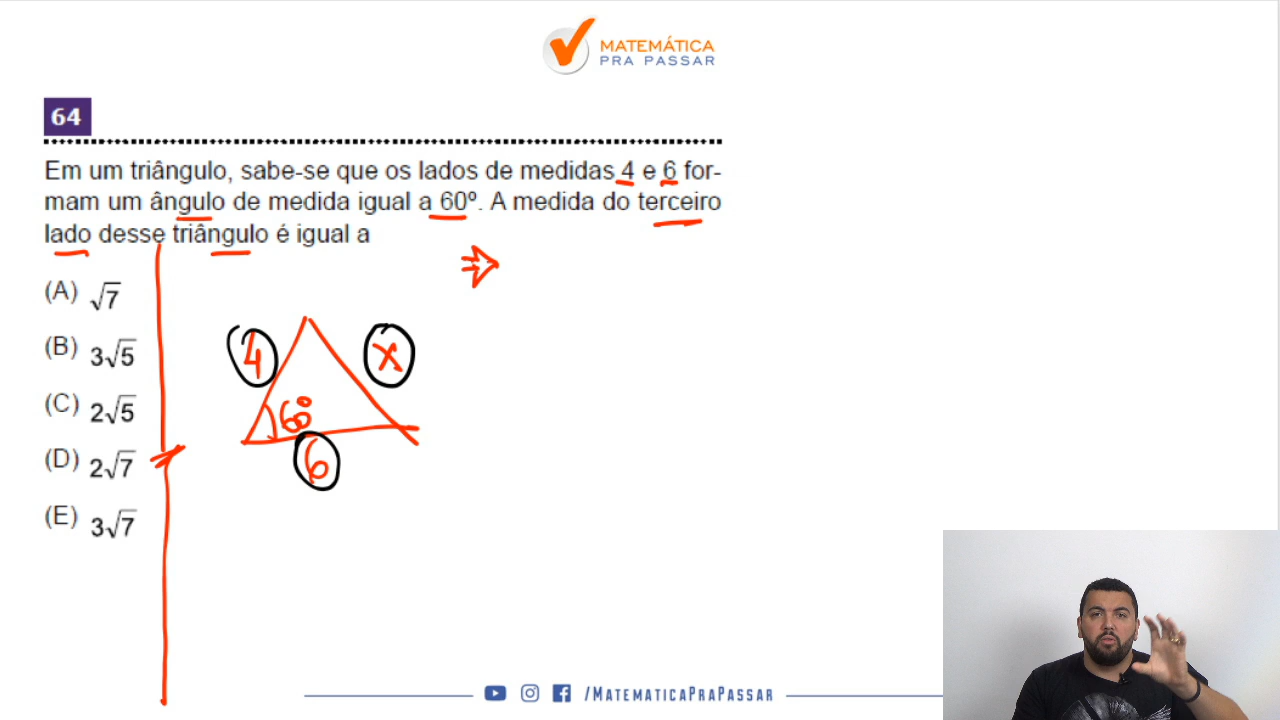 MATEMÁTICA
PRA PASSAR
64
Em um triângulo, sabe-se que os lados de medidas 4 e 6 for-
mam um ângulo de medida igual a 60º. A medida do terceiro
lado desse triângulo é igual a
(A) √7
(B) 3√5
(C) 2√5
(D) 2√7
(E) 3√7
4
x
60°
6
/MATEMATICAPRAPASSAR